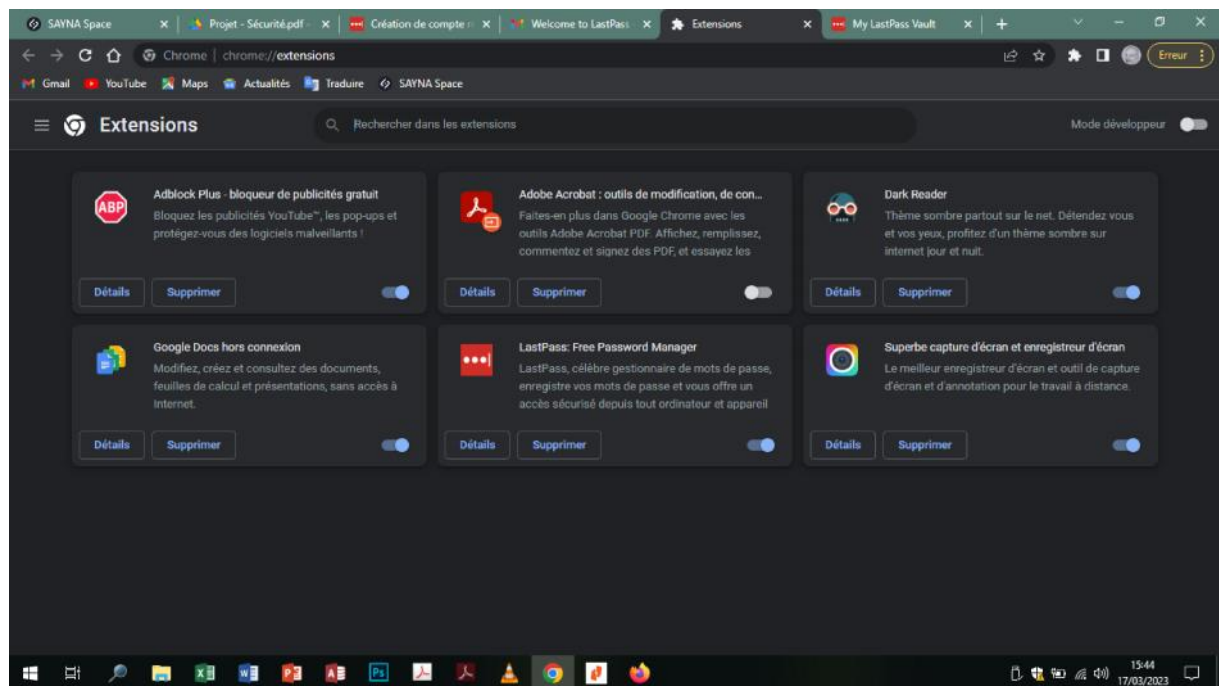 SAYNA Space
Projet - Sécurité.pdf -
Création de compte r
Welcome to LastPass
Extensions
My LastPass Vault
Chrome | chrome://extensions
Erreur
Gmail YouTube Maps Actualités Traduire SAYNA Space
Extensions
Rechercher dans les extensions
Mode développeur
ABP
Adblock Plus - bloqueur de publicités gratuit
Bloquez les publicités YouTube™, les pop-ups et
protégez-vous des logiciels malveillants !
Détails Supprimer
Adobe Acrobat : outils de modification, de con...
Faites-en plus dans Google Chrome avec les
outils Adobe Acrobat PDF. Affichez, remplissez,
commentez et signez des PDF, et essayez les
Détails Supprimer
Dark Reader
Thème sombre partout sur le net. Détendez vous
et vos yeux, profitez d'un thème sombre sur
internet jour et nuit.
Détails Supprimer
Google Docs hors connexion
Modifiez, créez et consultez des documents,
feuilles de calcul et présentations, sans accès à
Internet.
Détails Supprimer
LastPass: Free Password Manager
LastPass, célèbre gestionnaire de mots de passe,
enregistre vos mots de passe et vous offre un
accès sécurisé depuis tout ordinateur et appareil
Détails Supprimer
Superbe capture d'écran et enregistreur d'écran
Le meilleur enregistreur d'écran et outil de capture
d'écran et d'annotation pour le travail à distance.
Détails Supprimer
Ps
15:44
17/03/2023